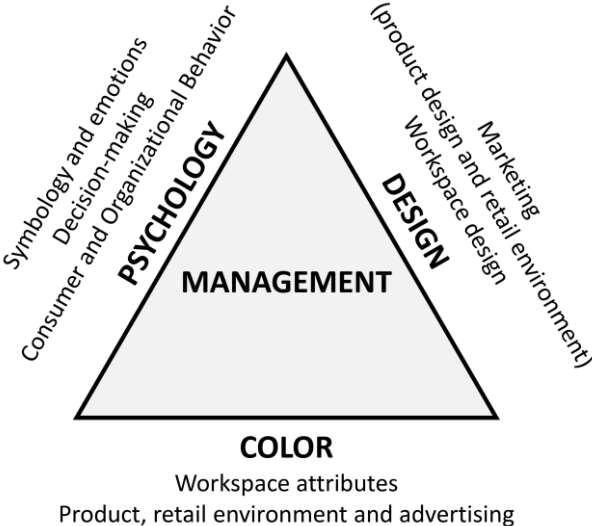 Symbology and emotions
Decision-making
Consumer and Organizational Behavior
PSYCHOLOGY
Marketing
(product design and retail environment)
Workspace design
DESIGN
MANAGEMENT
COLOR
Workspace attributes
Product, retail environment and advertising